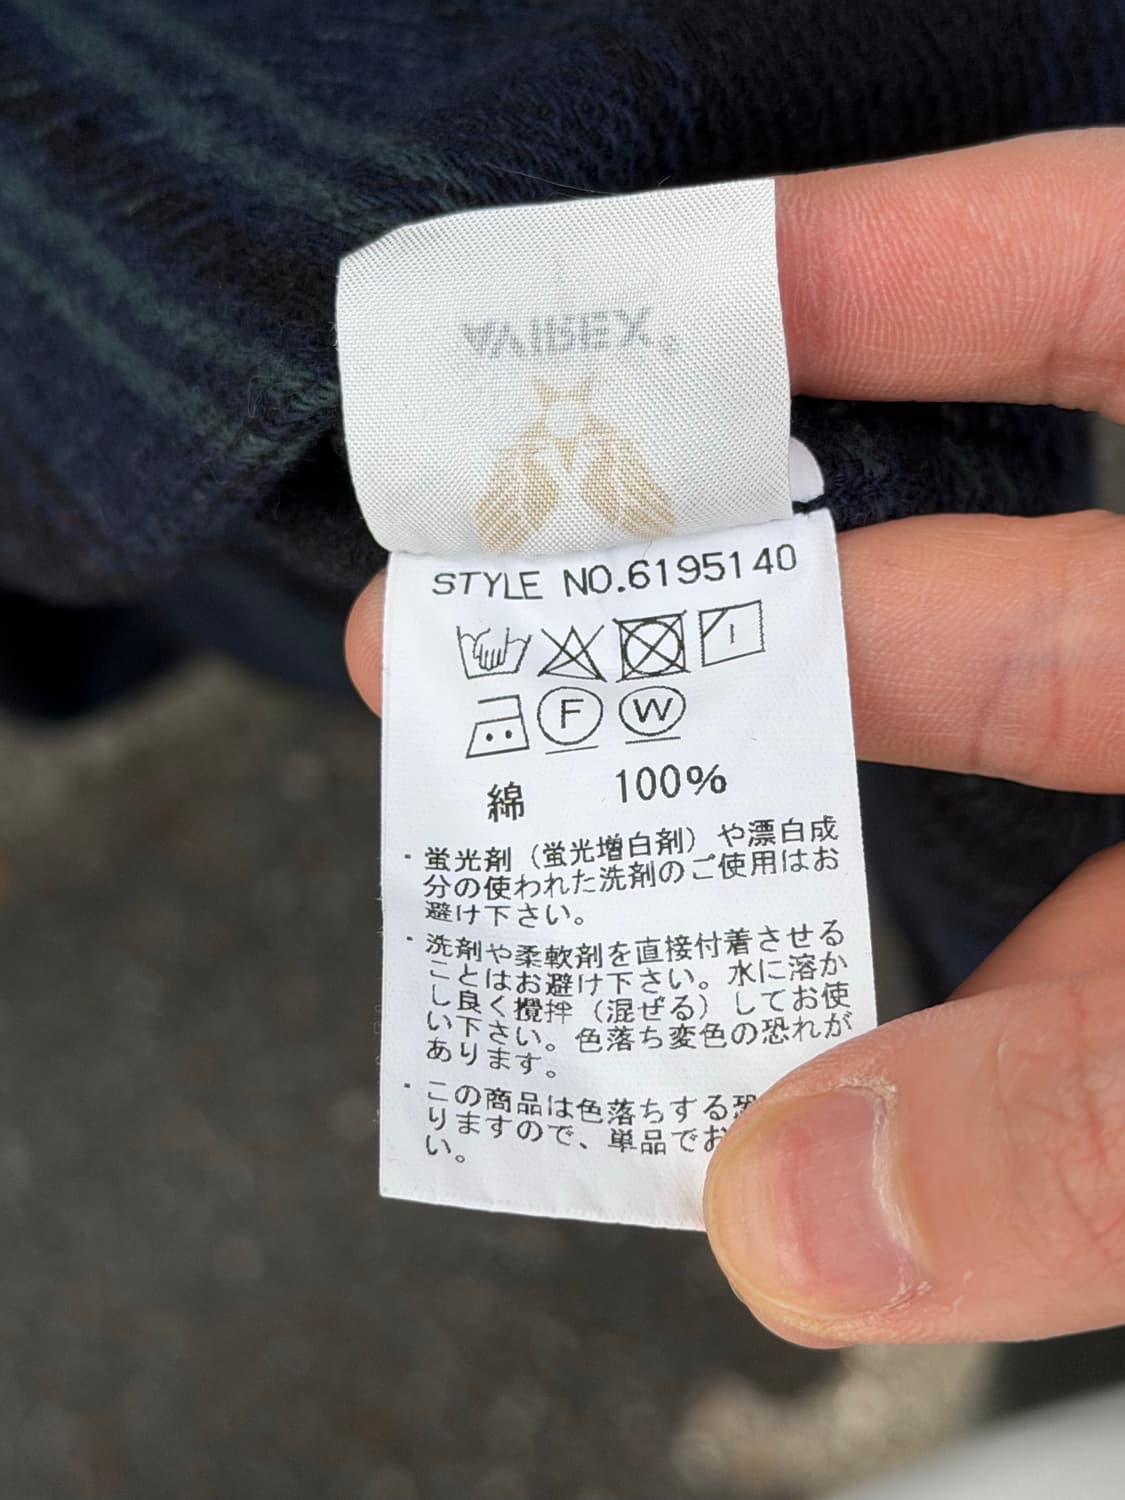 AVIREX
STYLE NO.6195140
F W
綿 100%
・蛍光剤（蛍光増白剤）や漂白成
分の使われた洗剤のご使用はお
避け下さい。
・洗剤や柔軟剤を直接付着させる
ことはお避け下さい。水に溶か
し良く攪拌（混ぜる）してお使
い下さい。色落ち変色の恐れが
あります。
・この商品は色落ちする恐
りますので、単品でお
い。